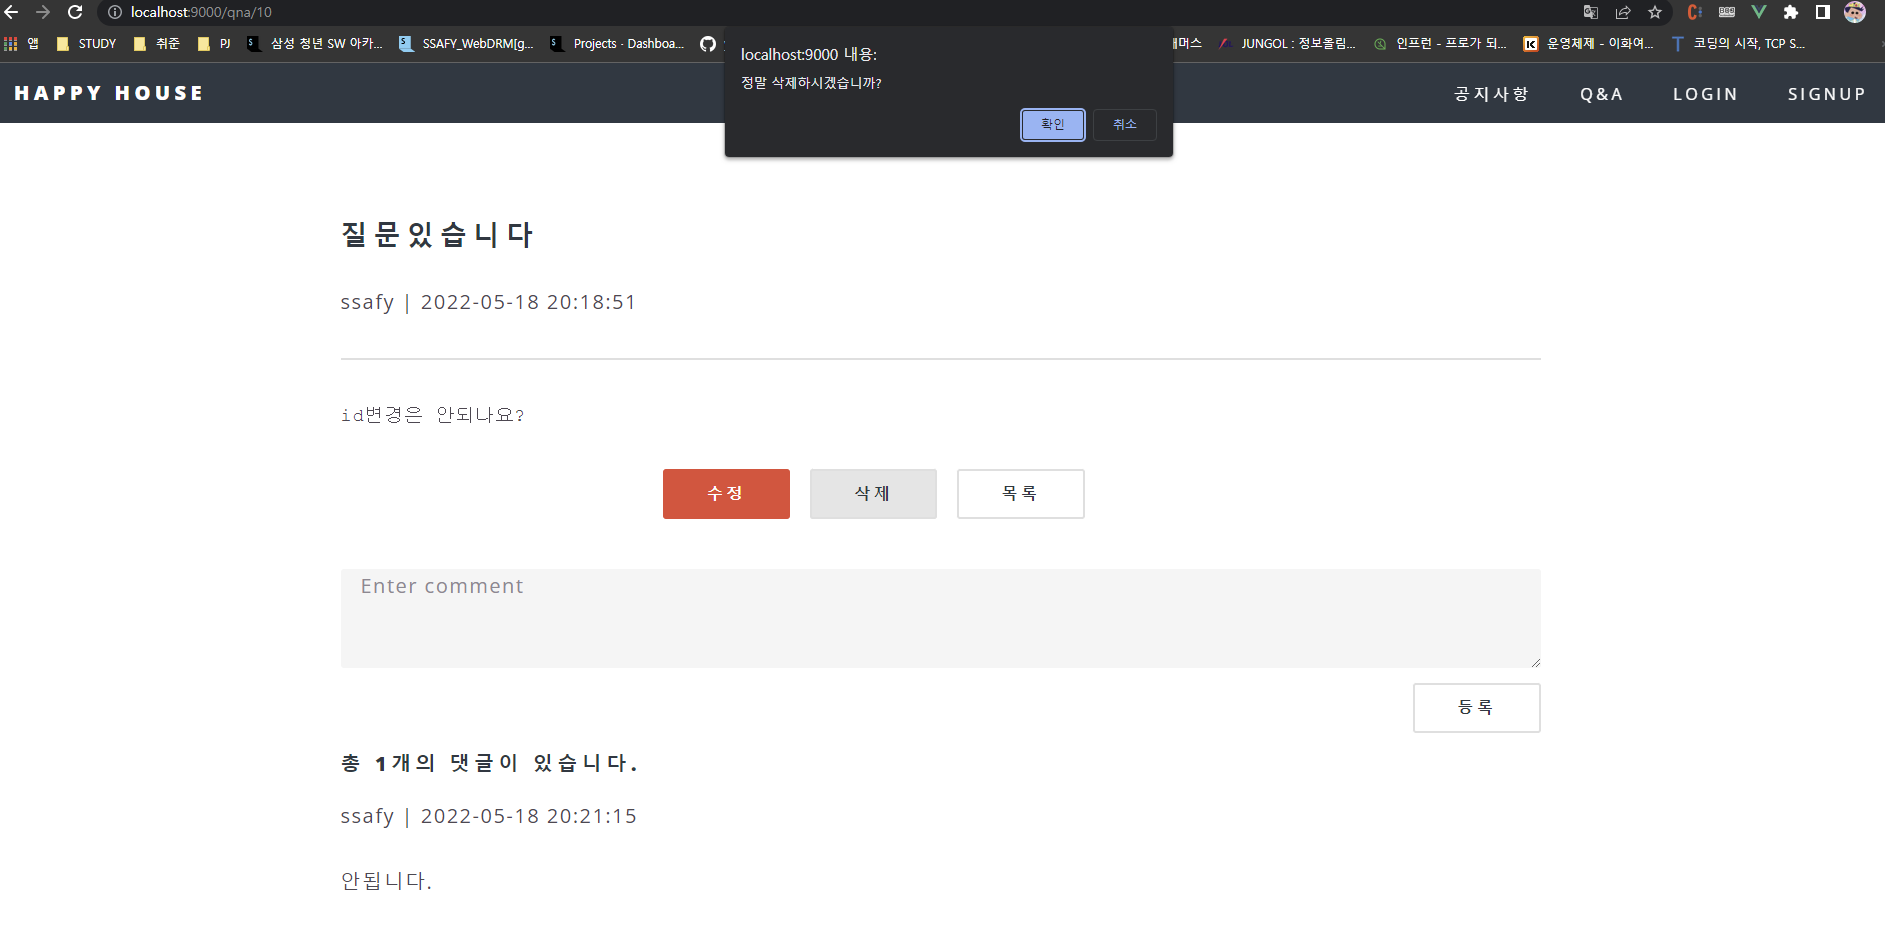 localhost:9000/qna/10
앱 STUDY 취준 PJ 삼성 청년 SW 아카... SSAFY_WebDRM[g... Projects · Dashboa... JUNGOL : 정보올림... 인프런 - 프로가 되... 운영체제 - 이화여... 코딩의 시작, TCP S...
localhost:9000 내용:
정말 삭제하시겠습니까?
확인 취소
HAPPY HOUSE 공지사항 Q&A LOGIN SIGNUP
질문있습니다
ssafy | 2022-05-18 20:18:51
id변경은 안되나요?
수정 삭제 목록
Enter comment
등록
총 1개의 댓글이 있습니다.
ssafy | 2022-05-18 20:21:15
안됩니다.